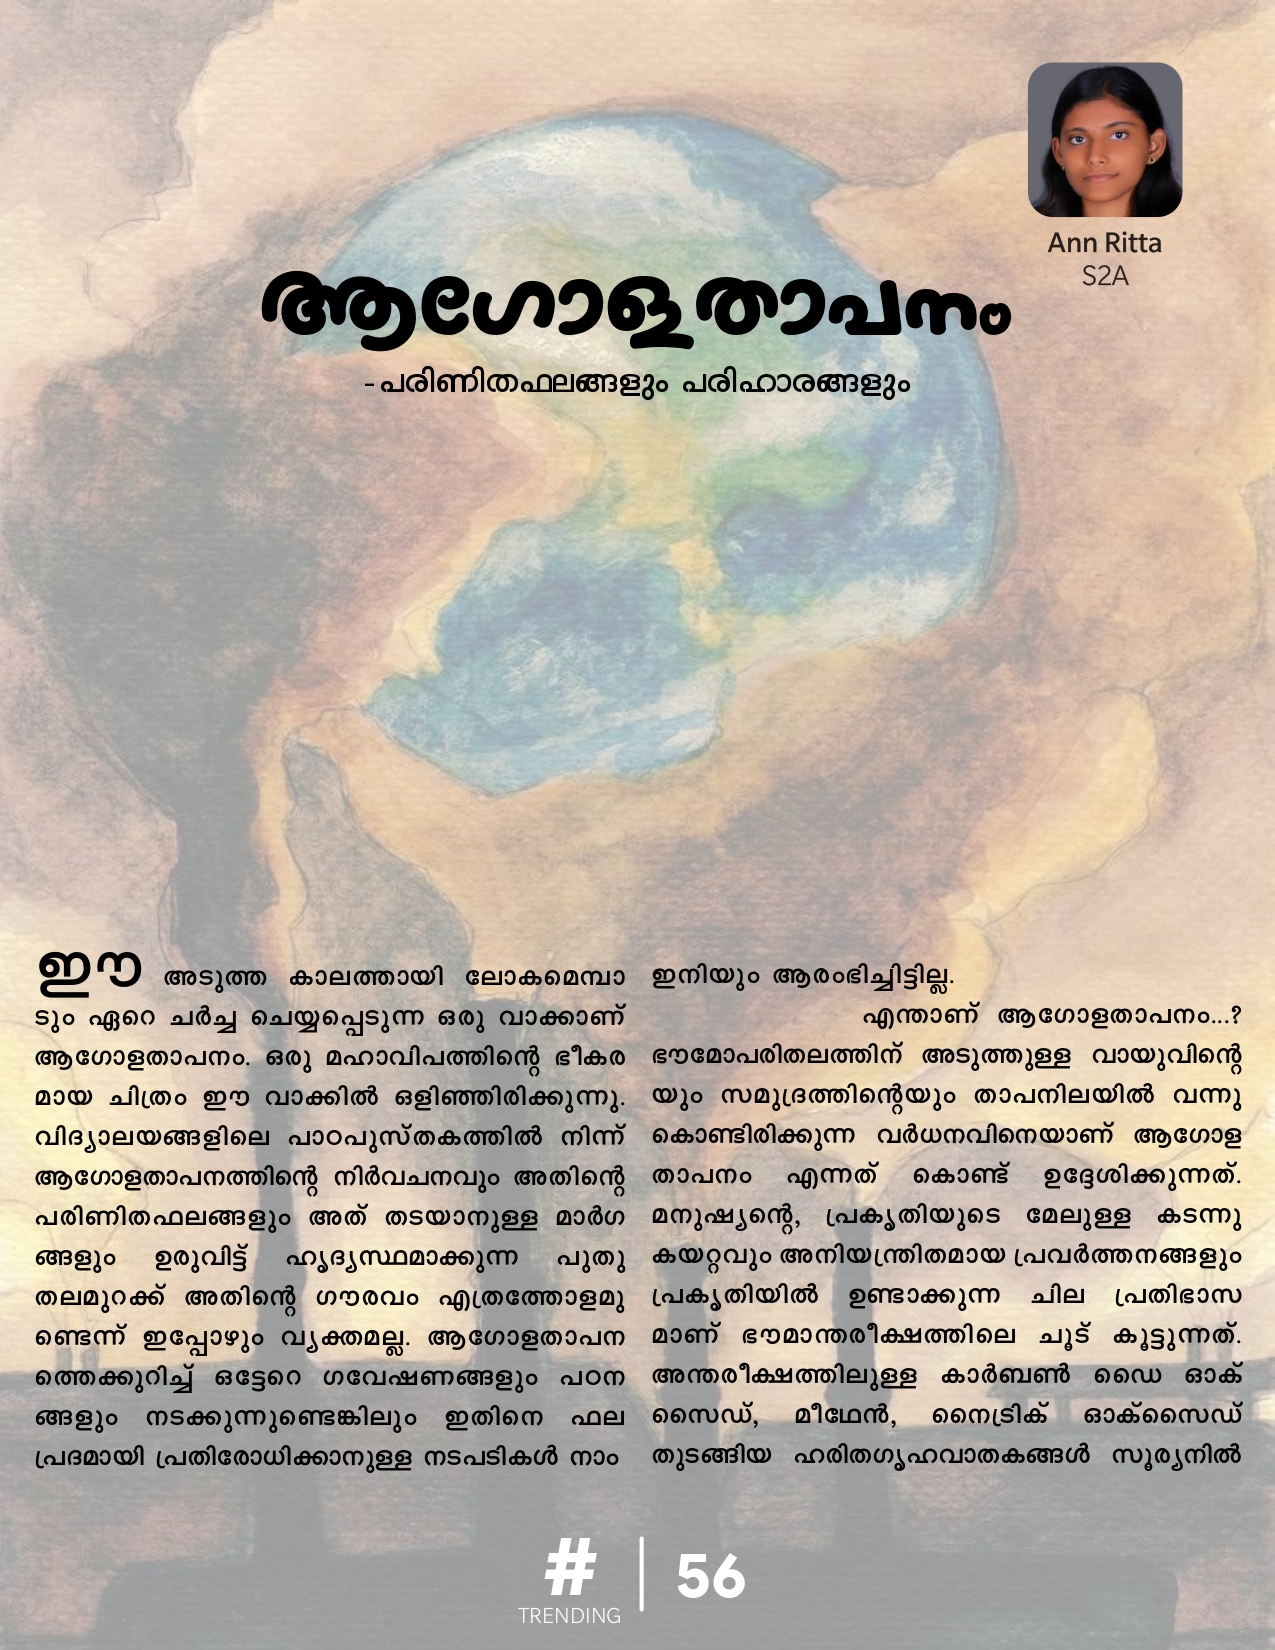 Ann Ritta
S2A
ആഗോളതാപനം
-പരിണിതഫലങ്ങളും പരിഹാരങ്ങളും
ഈ അടുത്ത കാലത്തായി ലോകമെമ്പാ
ടും ഏറെ ചർച്ച ചെയ്യപ്പെടുന്ന ഒരു വാക്കാണ്
ആഗോളതാപനം. ഒരു മഹാവിപത്തിന്റെ ഭീകര
മായ ചിത്രം ഈ വാക്കിൽ ഒളിഞ്ഞിരിക്കുന്നു.
വിദ്യാലയങ്ങളിലെ പാഠപുസ്തകത്തിൽ നിന്ന്
ആഗോളതാപനത്തിന്റെ നിർവചനവും അതിന്റെ
പരിണിതഫലങ്ങളും അത് തടയാനുള്ള മാർഗ
ങ്ങളും ഉരുവിട്ട് ഹൃദ്യസ്ഥമാക്കുന്ന പുതു
തലമുറക്ക് അതിന്റെ ഗൗരവം എത്രത്തോളമു
ണ്ടെന്ന് ഇപ്പോഴും വ്യക്തമല്ല. ആഗോളതാപന
ത്തെക്കുറിച്ച് ഒട്ടേറെ ഗവേഷണങ്ങളും പഠന
ങ്ങളും നടക്കുന്നുണ്ടെങ്കിലും ഇതിനെ ഫല
പ്രദമായി പ്രതിരോധിക്കാനുള്ള നടപടികൾ നാം
ഇനിയും ആരംഭിച്ചിട്ടില്ല.
എന്താണ് ആഗോളതാപനം...?
ഭൗമോപരിതലത്തിന് അടുത്തുള്ള വായുവിന്റെ
യും സമുദ്രത്തിന്റെയും താപനിലയിൽ വന്നു
കൊണ്ടിരിക്കുന്ന വർധനവിനെയാണ് ആഗോള
താപനം എന്നത് കൊണ്ട് ഉദ്ദേശിക്കുന്നത്.
മനുഷ്യന്റെ, പ്രകൃതിയുടെ മേലുള്ള കടന്നു
കയറ്റവും അനിയന്ത്രിതമായ പ്രവർത്തനങ്ങളും
പ്രകൃതിയിൽ ഉണ്ടാക്കുന്ന ചില പ്രതിഭാസ
മാണ് ഭൗമാന്തരീക്ഷത്തിലെ ചൂട് കൂട്ടുന്നത്.
അന്തരീക്ഷത്തിലുള്ള കാർബൺ ഡൈ ഓക്
സൈഡ്, മീഥേൻ, നൈട്രിക് ഓക്സൈഡ്
തുടങ്ങിയ ഹരിതഗൃഹവാതകങ്ങൾ സൂര്യനിൽ
# | 56
TRENDING